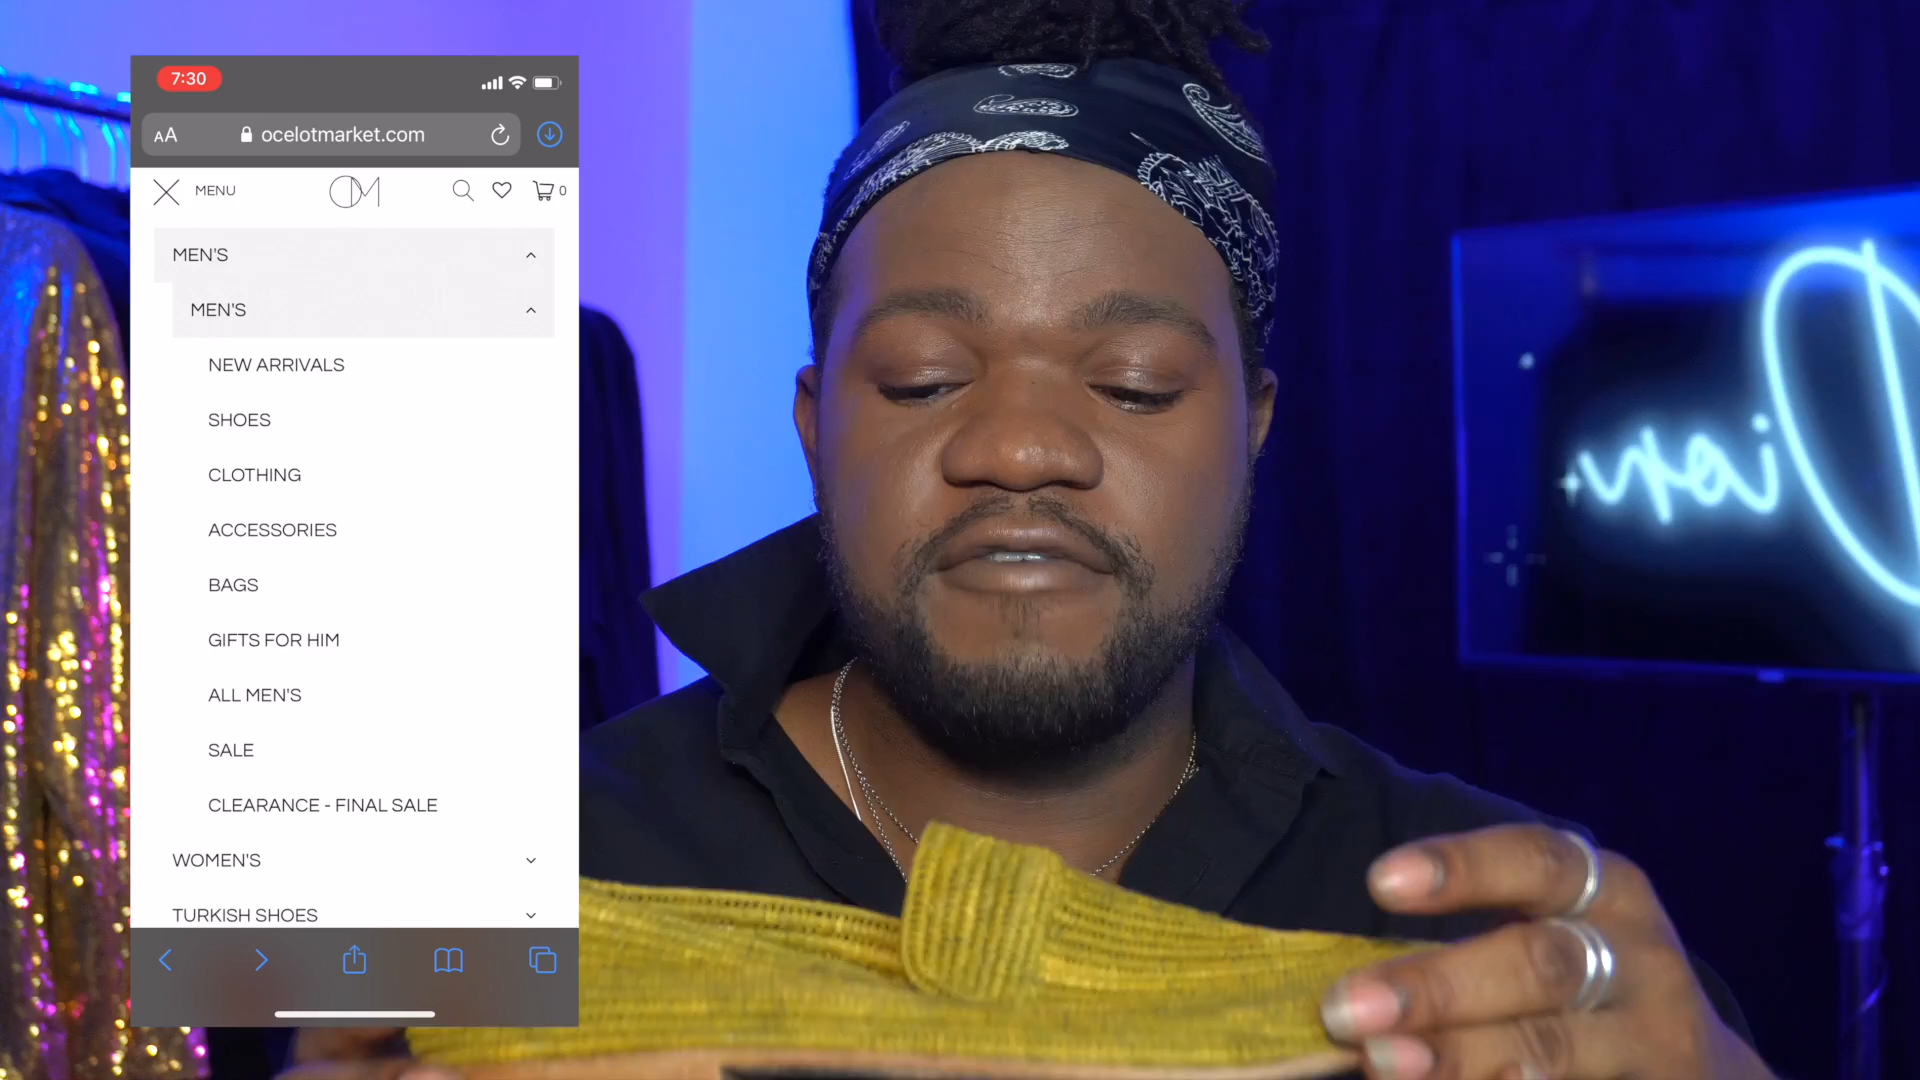 7:30
AA ocelotmarket.com
MENU OM 0
MEN'S
MEN'S
NEW ARRIVALS
SHOES
CLOTHING
ACCESSORIES
BAGS
GIFTS FOR HIM
ALL MEN'S
SALE
CLEARANCE - FINAL SALE
WOMEN'S
TURKISH SHOES